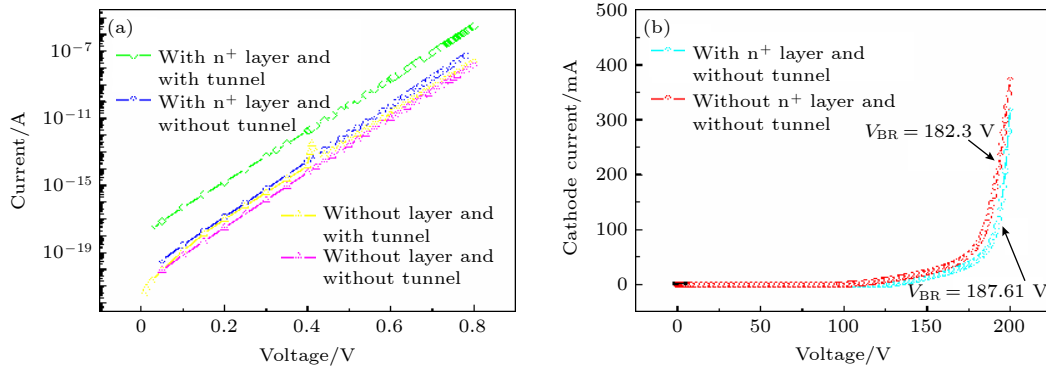 (a)
With n+ layer and
with tunnel
With n+ layer and
without tunnel
Without layer and
with tunnel
Without layer and
without tunnel
10-7
10-11
10-15
10-19
Current/A
0 0.2 0.4 0.6 0.8
Voltage/V
(b)
With n+ layer and
without tunnel
Without n+ layer and
without tunnel
VBR = 182.3 V
VBR = 187.61 V
500
400
300
200
100
0
Cathode current/mA
0 50 100 150 200
Voltage/V